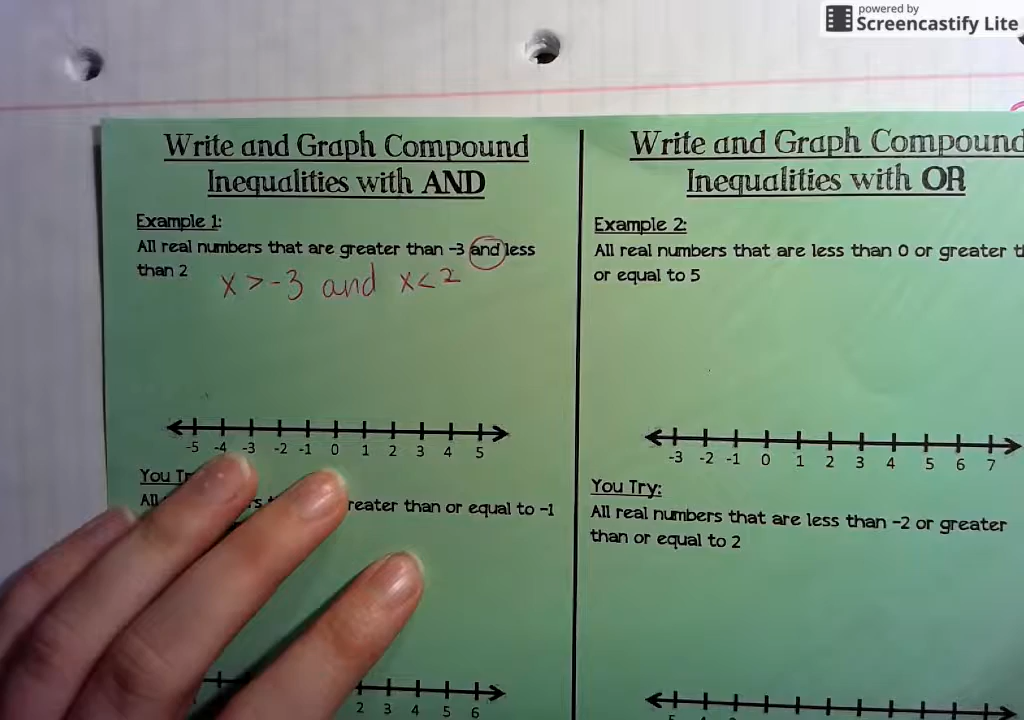 powered by
Screencastify Lite
Write and Graph Compound
Inequalities with AND
Example 1:
All real numbers that are greater than -3 and less
than 2
x > -3 and x < 2
-5 -4 -3 -2 -1 0 1 2 3 4 5
You
All reater than or equal to -1
2 3 4 5 6
Write and Graph Compound
Inequalities with OR
Example 2:
All real numbers that are less than 0 or greater
or equal to 5
-3 -2 -1 0 1 2 3 4 5 6 7
You Try:
All real numbers that are less than -2 or greater
than or equal to 2